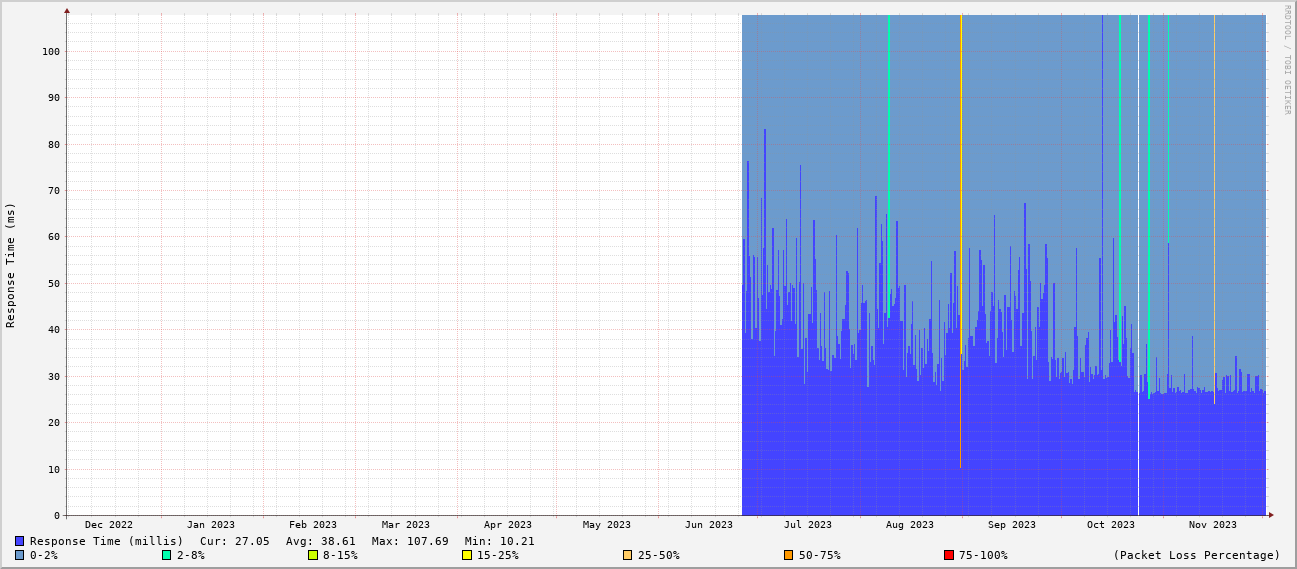 RRDTOOL / TOBI OETIKER
Response Time (ms)
100
90
80
70
60
50
40
30
20
10
0
Dec 2022 Jan 2023 Feb 2023 Mar 2023 Apr 2023 May 2023 Jun 2023 Jul 2023 Aug 2023 Sep 2023 Oct 2023 Nov 2023
Response Time (millis) Cur: 27.05 Avg: 38.61 Max: 107.69 Min: 10.21
0-2% 2-8% 8-15% 15-25% 25-50% 50-75% 75-100% (Packet Loss Percentage)